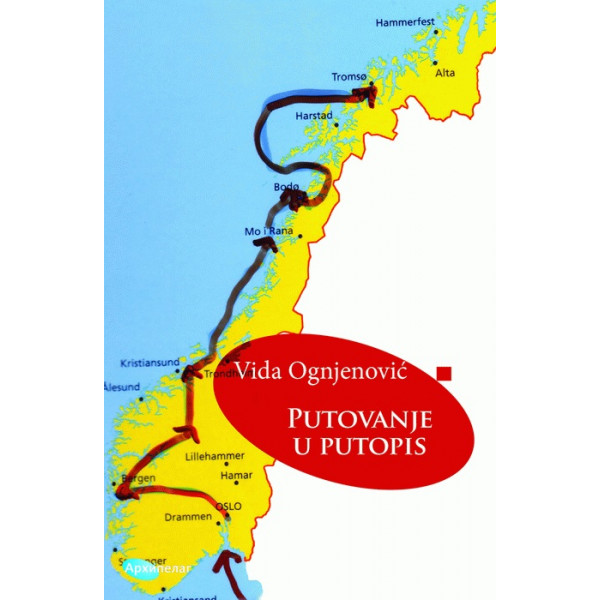 Hammerfest
Tromsø
Alta
Harstad
Bodø
Mo i Rana
Kristiansund
Trondheim
Ålesund
Vida Ognjenović
PUTOVANJE
U PUTOPIS
Lillehammer
Hamar
Bergen
OSLO
Drammen
Stavanger
Архипелаг
Kristiansand